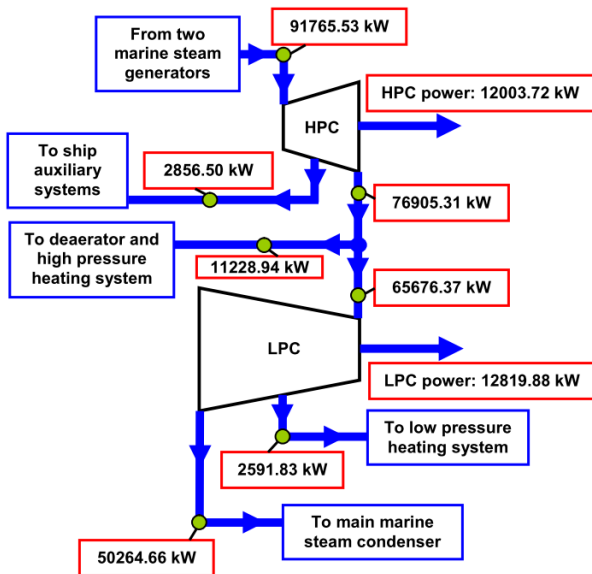 From two
marine steam
generators
91765.53 kW
HPC power: 12003.72 kW
HPC
To ship
auxiliary
systems
2856.50 kW
76905.31 kW
To deaerator and
high pressure
heating system
11228.94 kW
65676.37 kW
LPC
LPC power: 12819.88 kW
To low pressure
heating system
2591.83 kW
To main marine
steam condenser
50264.66 kW